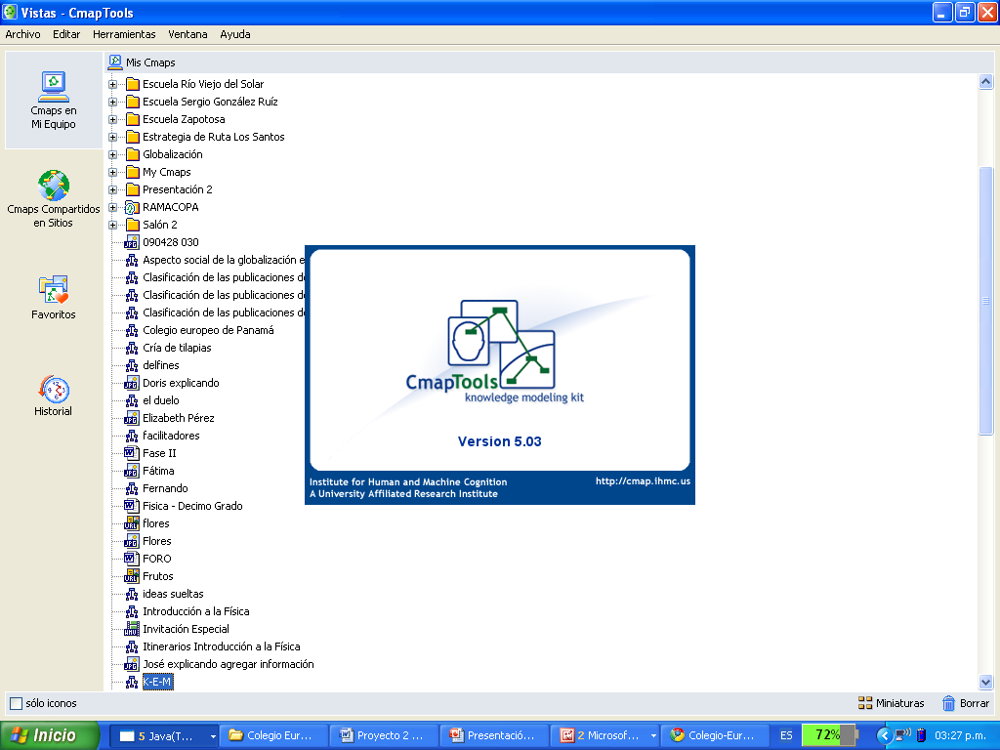 Vistas - CmapTools
Archivo Editar Herramientas Ventana Ayuda
Cmaps en
Mi Equipo
Cmaps Compartidos
en Sitios
Favoritos
Historial
Mis Cmaps
Escuela Río Viejo del Solar
Escuela Sergio González Ruíz
Escuela Zapotosa
Estrategia de Ruta Los Santos
Globalización
My Cmaps
Presentación 2
RAMACOPA
Salón 2
090428 030
Aspecto social de la globalización e
Clasificación de las publicaciones de
Clasificación de las publicaciones de
Clasificación de las publicaciones de
Colegio europeo de Panamá
Cría de tilapias
delfines
Doris explicando
el duelo
Elizabeth Pérez
facilitadores
Fase II
Fátima
Fernando
Fisica - Decimo Grado
flores
Flores
FORO
Frutos
ideas sueltas
Introducción a la Física
Invitación Especial
Itinerarios Introducción a la Física
José explicando agregar información
K-E-M
CmapTools
knowledge modeling kit
Version 5.03
Institute for Human and Machine Cognition
A University Affiliated Research Institute
http://cmap.ihmc.us
sólo iconos
Miniaturas
Borrar
Inicio
5 Java(T...
Colegio Eur...
Proyecto 2 ...
Presentació...
2 Microsof...
Colegio-Eur...
ES
72%
03:27 p.m.